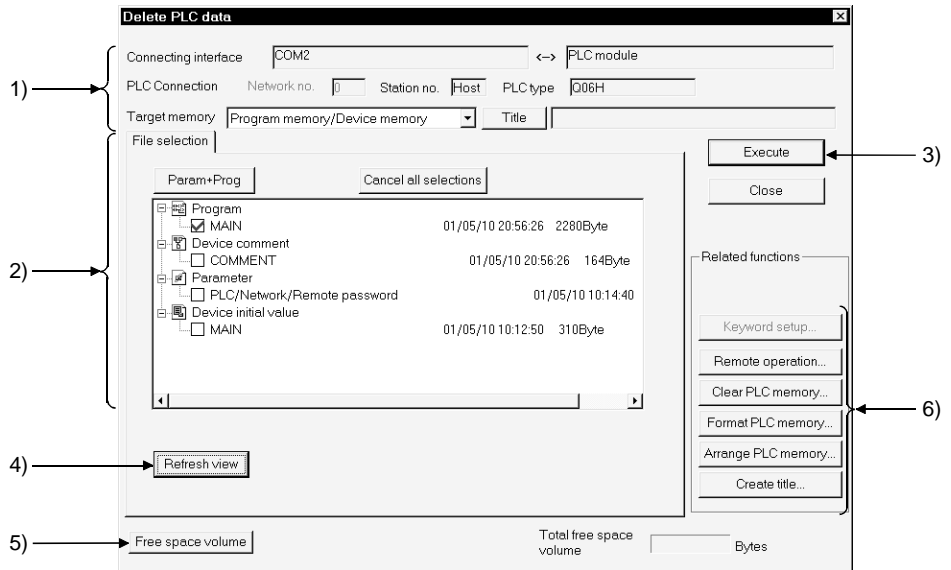 Delete PLC data
Connecting interface COM2 <--> PLC module
1)
PLC Connection Network no. 0 Station no. Host PLC type Q06H
Target memory Program memory/Device memory Title
File selection
Execute 3)
Param+Prog Cancel all selections
Close
Program
MAIN 01/05/10 20:56:26 2280Byte
Device comment
COMMENT 01/05/10 20:56:26 164Byte
2)
Parameter
PLC/Network/Remote password 01/05/10 10:14:40
Device initial value
MAIN 01/05/10 10:12:50 310Byte
Related functions
Keyword setup...
Remote operation...
Clear PLC memory...
6)
Format PLC memory...
Arrange PLC memory...
Create title...
4) Refresh view
5) Free space volume
Total free space
volume Bytes